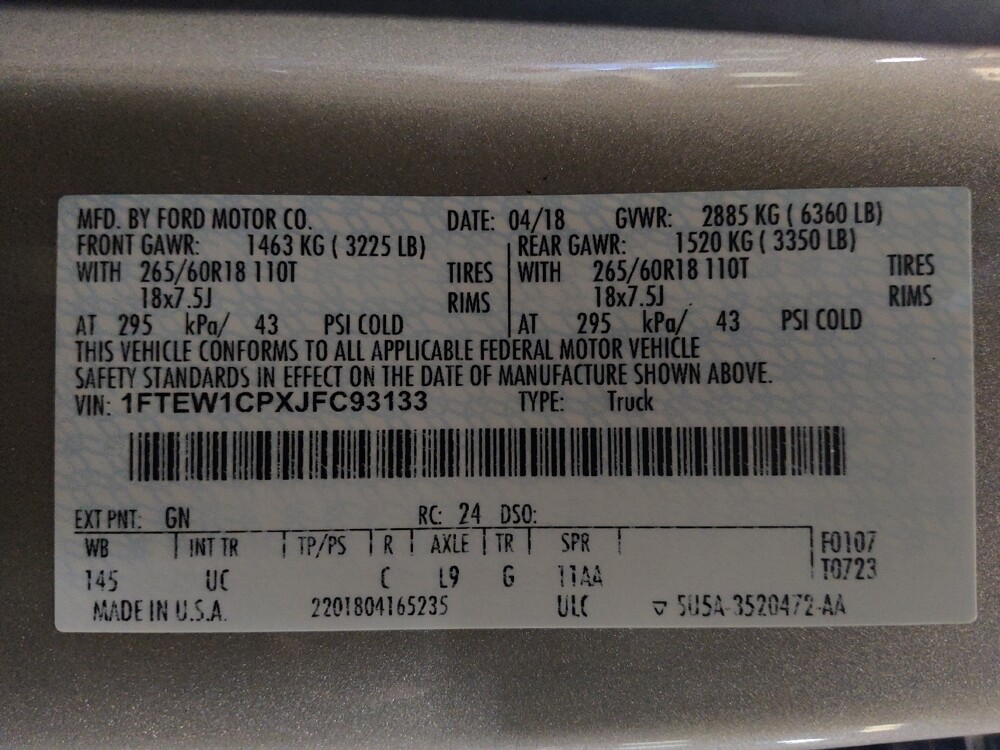 MFD. BY FORD MOTOR CO. DATE: 04/18 GVWR: 2885 KG ( 6360 LB)
FRONT GAWR: 1463 KG ( 3225 LB) REAR GAWR: 1520 KG ( 3350 LB)
WITH 265/60R18 110T TIRES WITH 265/60R18 110T TIRES
18x7.5J RIMS 18x7.5J RIMS
AT 295 kPa/ 43 PSI COLD AT 295 kPa/ 43 PSI COLD
THIS VEHICLE CONFORMS TO ALL APPLICABLE FEDERAL MOTOR VEHICLE
SAFETY STANDARDS IN EFFECT ON THE DATE OF MANUFACTURE SHOWN ABOVE.
VIN: 1FTEW1CPXJFC93133 TYPE: Truck
EXT PNT: GN RC: 24 DSO:
WB INT TR TP/PS R AXLE TR SPR F0107
145 UC C L9 G 11AA T0723
MADE IN U.S.A. 2201804165235 ULC ▽ 5U5A-3520472-AA